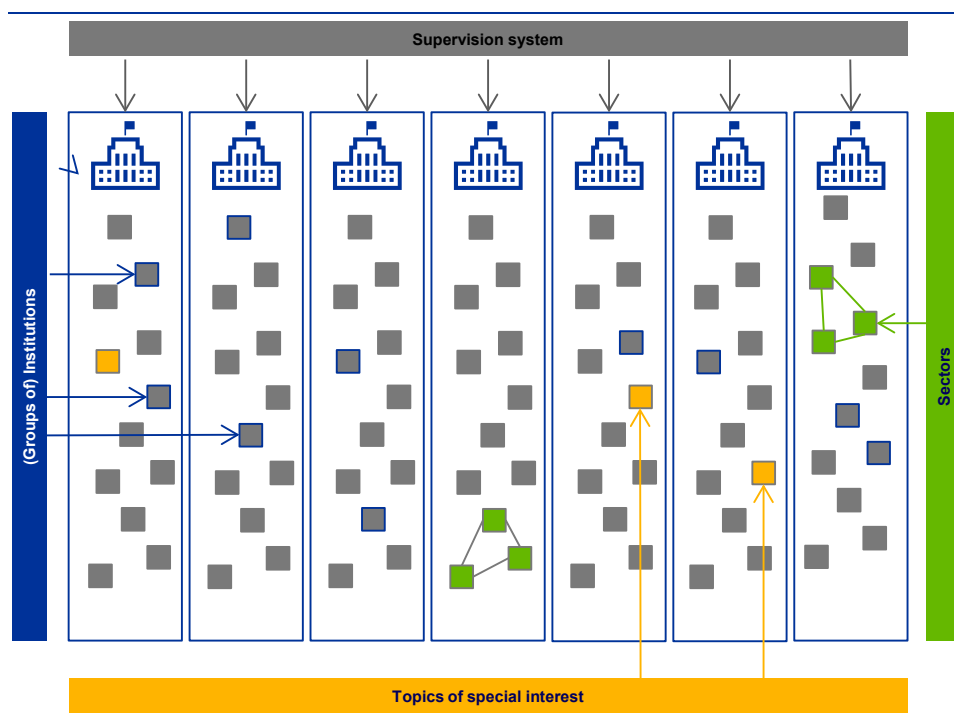 Supervision system
(Groups of) Institutions
Sectors
Topics of special interest